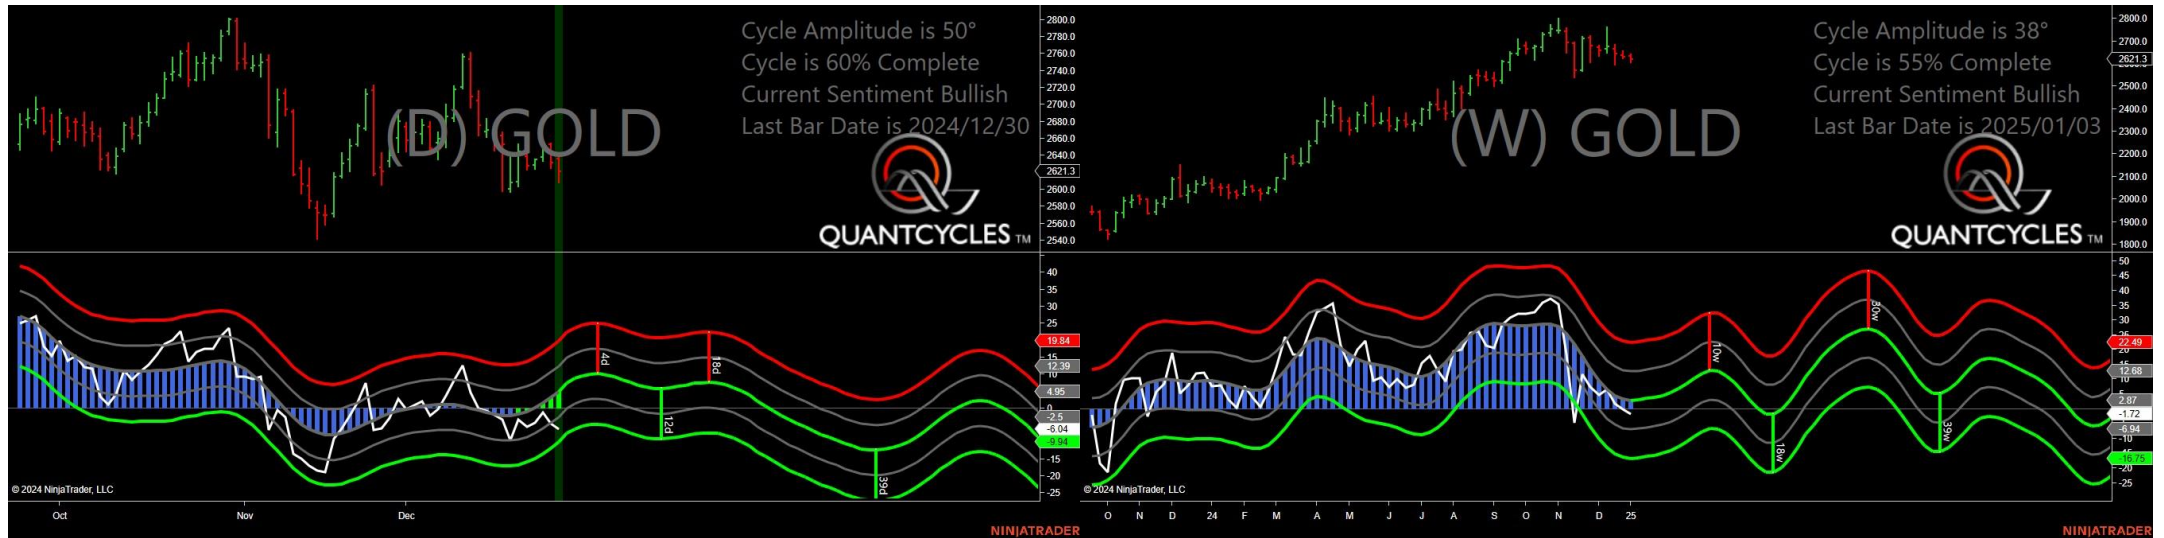 Cycle Amplitude is 50°
Cycle is 60% Complete
Current Sentiment Bullish
Last Bar Date is 2024/12/30
(D) GOLD
QUANTCYCLES TM
2800.0
2780.0
2760.0
2740.0
2720.0
2700.0
2680.0
2660.0
2640.0
2621.3
2600.0
2580.0
2560.0
2540.0
40
35
30
25
19.84
15
12.39
10
4.95
0
-2.5
-6.04
-9.94
-15
-20
-25
4d
12d
18d
39d
© 2024 NinjaTrader, LLC
Oct Nov Dec
NINJATRADER
Cycle Amplitude is 38°
Cycle is 55% Complete
Current Sentiment Bullish
Last Bar Date is 2025/01/03
(W) GOLD
QUANTCYCLES TM
2800.0
2700.0
2621.3
2500.0
2400.0
2300.0
2200.0
2100.0
2000.0
1900.0
1800.0
50
45
40
35
30
25
22.49
20
12.68
10
2.87
-1.72
-6.94
-10
-16.75
-20
-25
10w
18w
30w
39w
© 2024 NinjaTrader, LLC
O N D 24 F M A M J J A S O N D 25
NINJATRADER